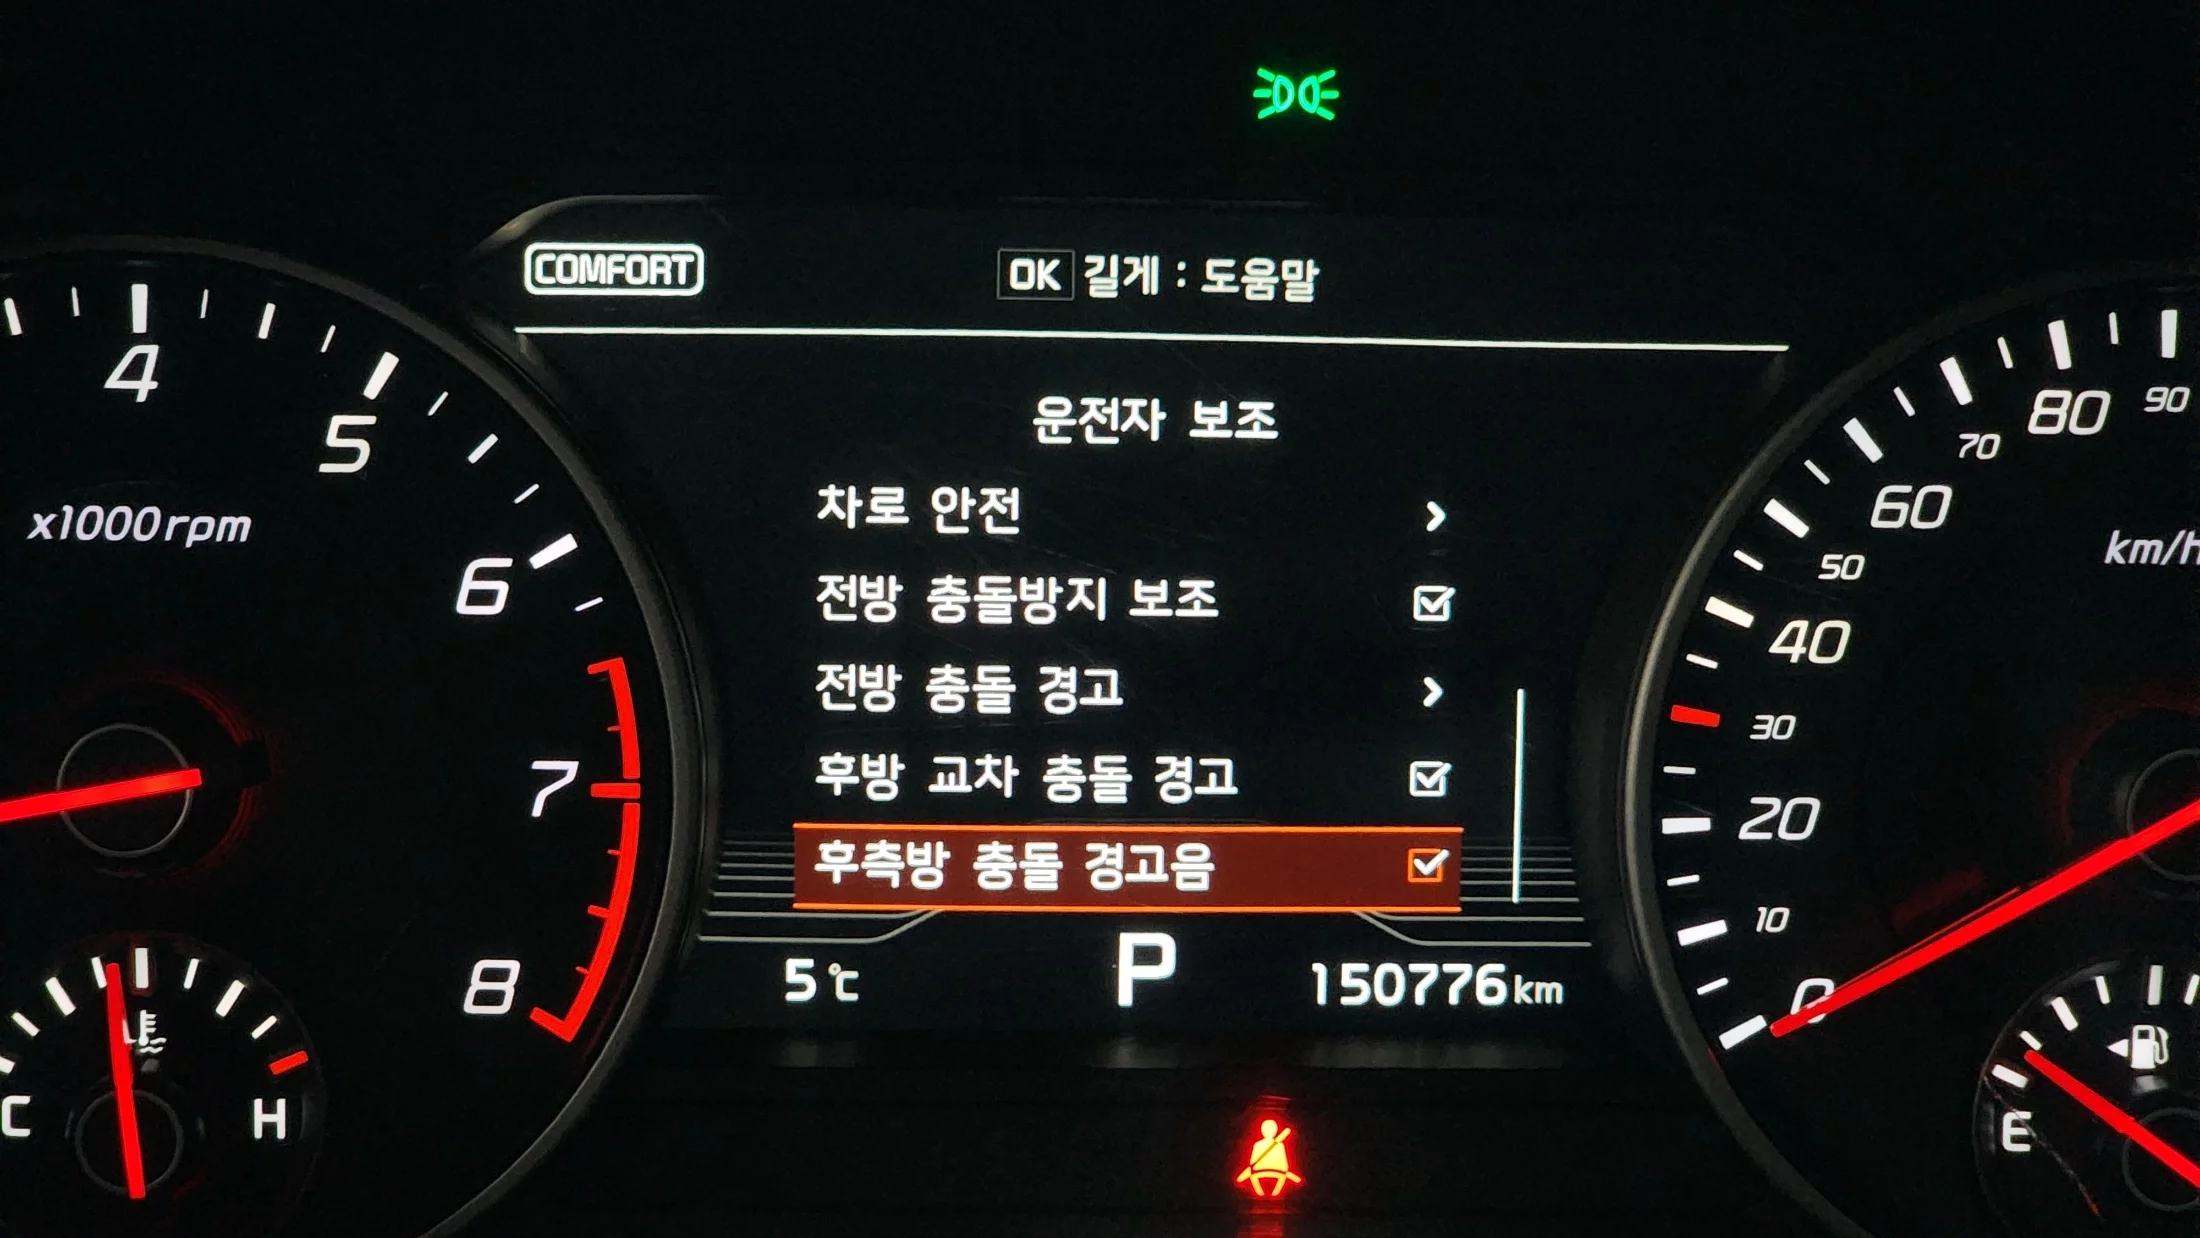 COMFORT
OK 길게 : 도움말
운전자 보조
차로 안전
전방 충돌방지 보조
전방 충돌 경고
후방 교차 충돌 경고
후측방 충돌 경고음
5℃
P
150776km
4
5
x1000rpm
6
7
8
C
H
90
80
70
60
km/h
50
40
30
20
10
0
E